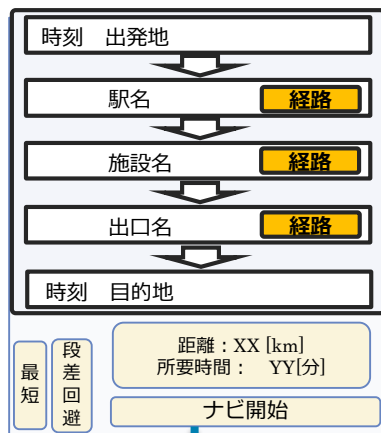 時刻 出発地
駅名 経路
施設名 経路
出口名 経路
時刻 目的地
最短
段差回避
距離：XX [km]
所要時間： YY[分]
ナビ開始